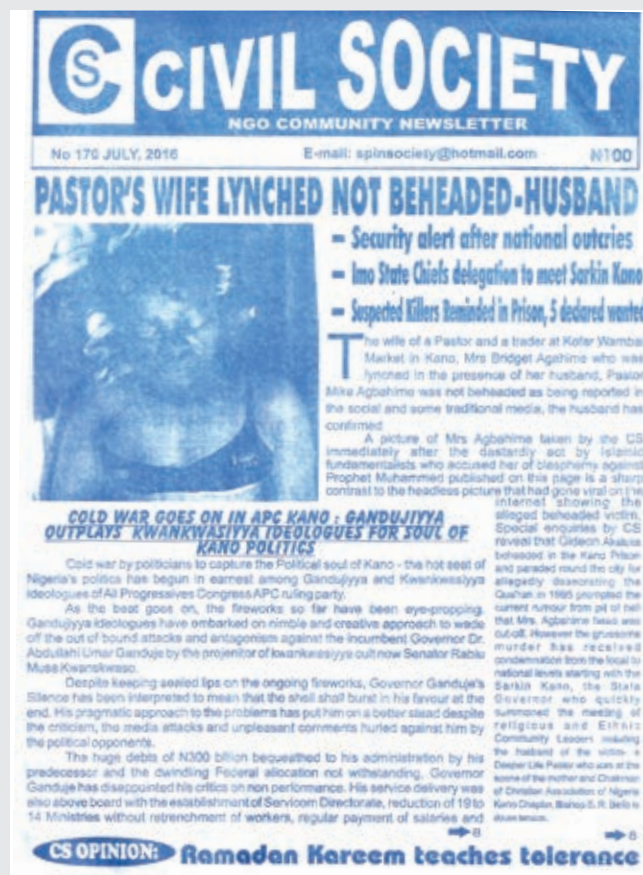 CS CIVIL SOCIETY
NGO COMMUNITY NEWSLETTER
No 170 JULY, 2016 E-mail: spinsociety@hotmail.com N100
PASTOR'S WIFE LYNCHED NOT BEHEADED-HUSBAND
- Security alert after national outcries
- Imo State Chiefs delegation to meet Sarkin Kano
- Suspected Killers Reminded in Prison, 5 declared wanted
The wife of a Pastor and a trader at Kofar Wambai
Market in Kano, Mrs Bridget Agahime who was
lynched in the presence of her husband, Pastor
Mike Agbahime was not beheaded as being reported in
the social and some traditional media, the husband has
confirmed
A picture of Mrs Agbahime taken by the CS
immediately after the dastardly act by Islamic
fundamentalists who accused her of blasphemy against
Prophet Muhammed published on this page is a sharp
contrast to the headless picture that had gone viral on the
internet showing the
alleged beheaded victim.
Special enquiries by CS
reveal that Gideon Akaluka
beheaded in the Kano Prison
and paraded round the city for
allegedly desecrating the
Qur'an in 1995 prompted the
current rumour from pit of hell
that Mrs. Agbahime head was
cut-off. However the gruesome
murder has received
condemnation from the local to
national levels starting with the
Sarkin Kano, the State
Governor who quickly
summoned the meeting of
religious and Ethnic
Community Leaders including
the husband of the victim - a
Deeper Life Pastor who was at the
scene of the mother and Chairman
of Christian Association of Nigeria
Kano Chapter, Bishop
6
COLD WAR GOES ON IN APC KANO : GANDUJIYYA
OUTPLAYS KWANKWASIYYA IDEOLOGUES FOR SOUL OF
KANO POLITICS
Cold war by politicians to capture the Political soul of Kano - the hot seat of
Nigeria's politics has begun in earnest among Gandujiyya and Kwankwasiyya
ideologues of All Progressives Congress APC ruling party.
As the beat goes on, the fireworks so far have been eye-propping.
Gandujiyya ideologues have embarked on nimble and creative approach to wade
off the out of bound attacks and antagonism against the incumbent Governor Dr.
Abdullahi Umar Ganduje by the projenitor of kwankwasiyya cult now Senator Rabiu
Musa Kwanskwaso.
Despite keeping sealed lips on the ongoing fireworks, Governor Ganduje's
Silence has been interpreted to mean that the shell shall burst in his favour at the
end. His pragmatic approach to the problems has put him on a better stead despite
the criticism, the media attacks and unpleasant comments hurled against him by
the political opponents.
The huge debts of N300 billion bequeathed to his administration by his
predecessor and the dwindling Federal allocation not withstanding, Governor
Ganduje has disappointed his critics on non performance. His service delivery was
also above board with the establishment of Servicom Directorate, reduction of 19 to
14 Ministries without retrenchment of workers, regular payment of salaries and
8
CS OPINION: Ramadan Kareem teaches tolerance